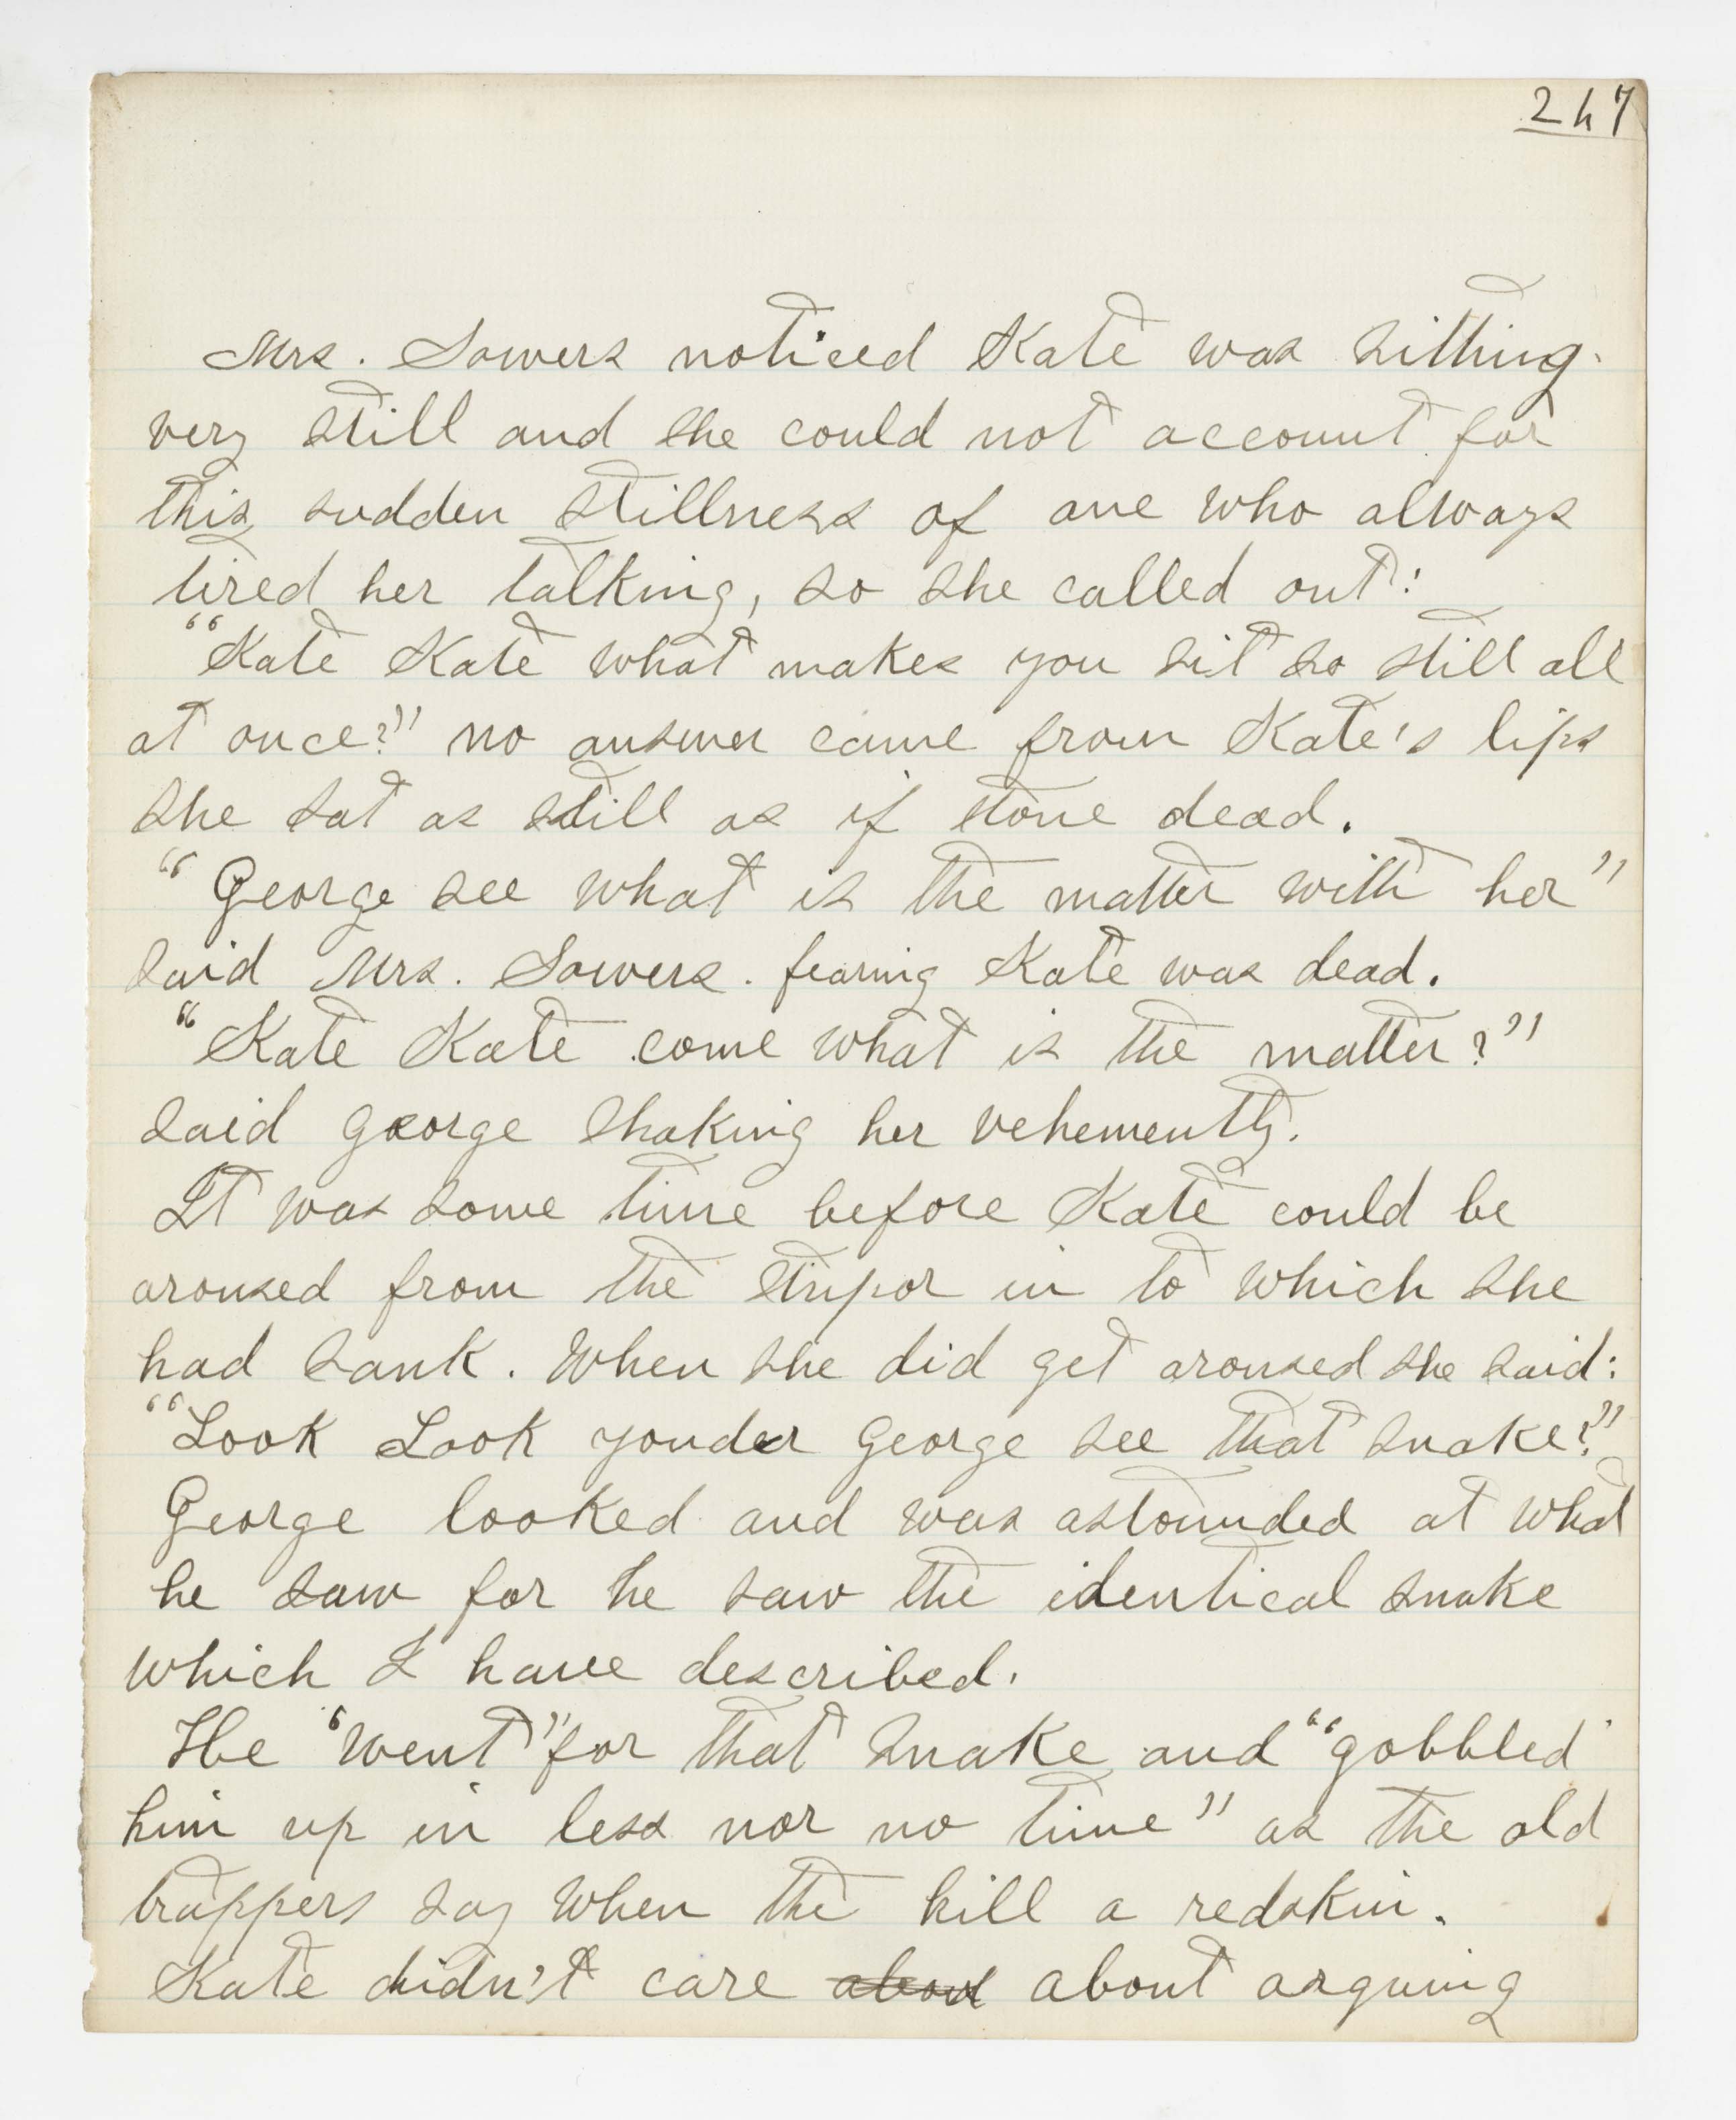 247
Mrs. Sowers noticed Kate was sitting
very still and she could not account for
this sudden stillness of one who always
tired her talking, so she called out:
"Kate Kate what makes you sit so still all
at once?" no answer came from Kate's lips
she sat as still as if stone dead.
"George see what is the matter with her"
said Mrs. Sowers. fearing Kate was dead.
"Kate Kate come what is the matter?"
said george shaking her vehemently.
It was some time before Kate could be
aroused from the stupor in to which she
had sank. When she did get aroused she said:
"Look Look yonder george see that snake?"
George looked and was astounded at what
he saw for he saw the identical snake
which I have described.
He "went" for that snake and "gobbled
him up in less nor no time" as the old
trappers say when the kill a redskin.
Kate didn't care about about arguing